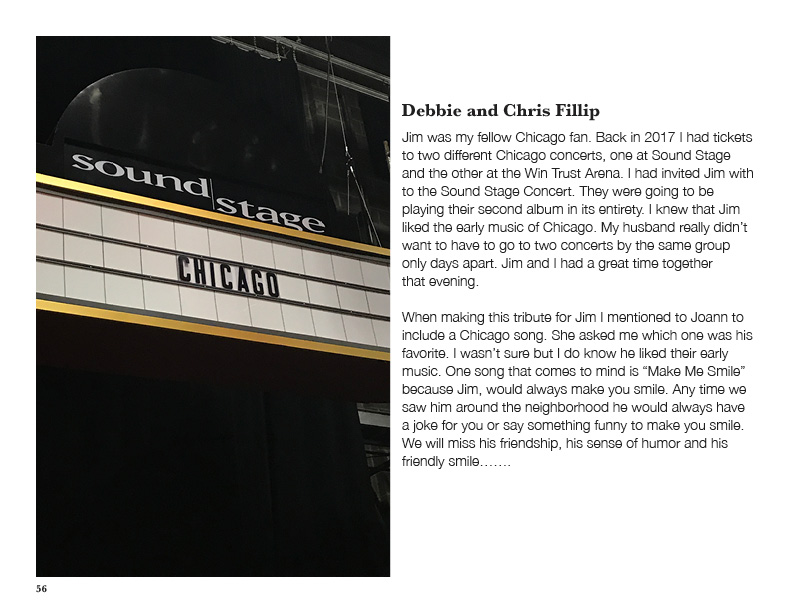 sound
stage
CHICAGO
Debbie and Chris Fillip
Jim was my fellow Chicago fan. Back in 2017 I had tickets
to two different Chicago concerts, one at Sound Stage
and the other at the Win Trust Arena. I had invited Jim with
to the Sound Stage Concert. They were going to be
playing their second album in its entirety. I knew that Jim
liked the early music of Chicago. My husband really didn't
want to have to go to two concerts by the same group
only days apart. Jim and I had a great time together
that evening.
When making this tribute for Jim I mentioned to Joann to
include a Chicago song. She asked me which one was his
favorite. I wasn't sure but I do know he liked their early
music. One song that comes to mind is “Make Me Smile”
because Jim, would always make you smile. Any time we
saw him around the neighborhood he would always have
a joke for you or say something funny to make you smile.
We will miss his friendship, his sense of humor and his
friendly smile…….
56